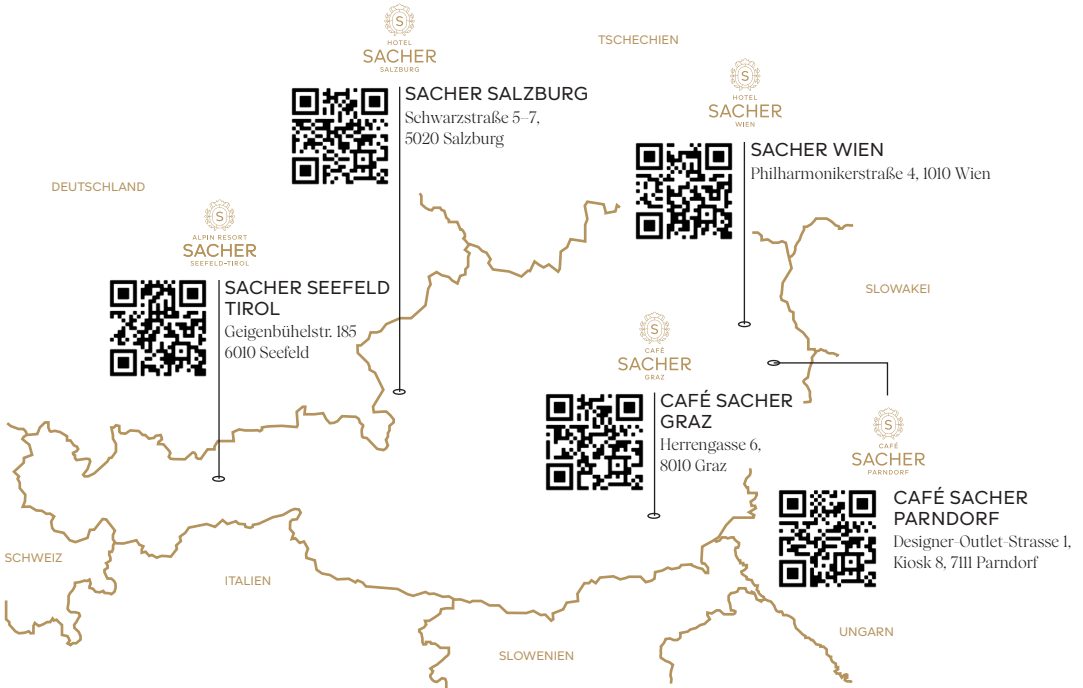 S
HOTEL
SACHER
SALZBURG
SACHER SALZBURG
Schwarzstraße 5–7,
5020 Salzburg
TSCHECHIEN
S
HOTEL
SACHER
WIEN
SACHER WIEN
Philharmonikerstraße 4, 1010 Wien
DEUTSCHLAND
S
ALPIN RESORT
SACHER
SEEFELD-TIROL
SACHER SEEFELD
TIROL
Geigenbühelstr. 185
6010 Seefeld
SLOWAKEI
S
CAFÉ
SACHER
GRAZ
CAFÉ SACHER
GRAZ
Herrengasse 6,
8010 Graz
S
CAFÉ
SACHER
PARNDORF
CAFÉ SACHER
PARNDORF
Designer-Outlet-Strasse 1,
Kiosk 8, 7111 Parndorf
SCHWEIZ
ITALIEN
SLOWENIEN
UNGARN